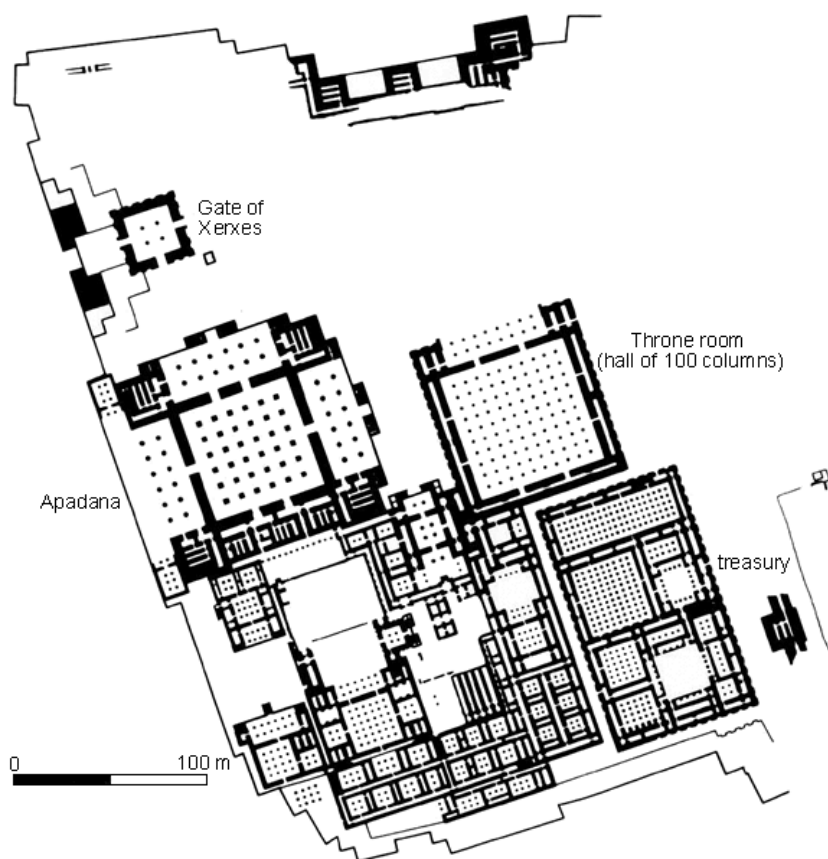 Gate of
Xerxes
Throne room
(hall of 100 columns)
Apadana
treasury
0 100 m